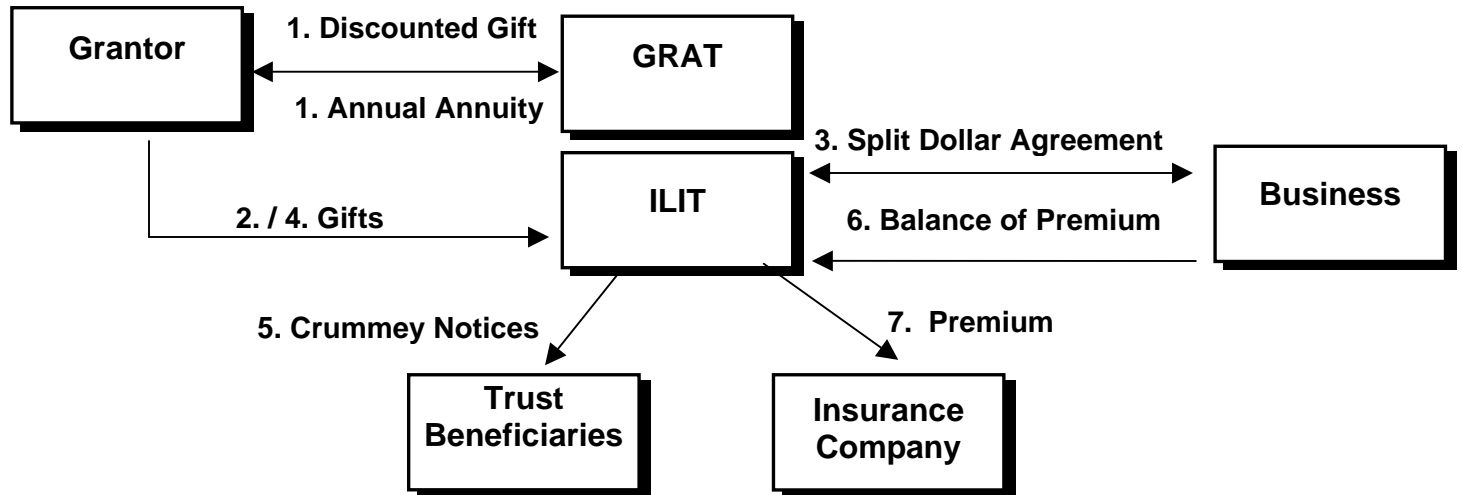 Grantor
1. Discounted Gift
GRAT
1. Annual Annuity
3. Split Dollar Agreement
ILIT
Business
2. / 4. Gifts
6. Balance of Premium
5. Crummey Notices
7. Premium
Trust
Beneficiaries
Insurance
Company